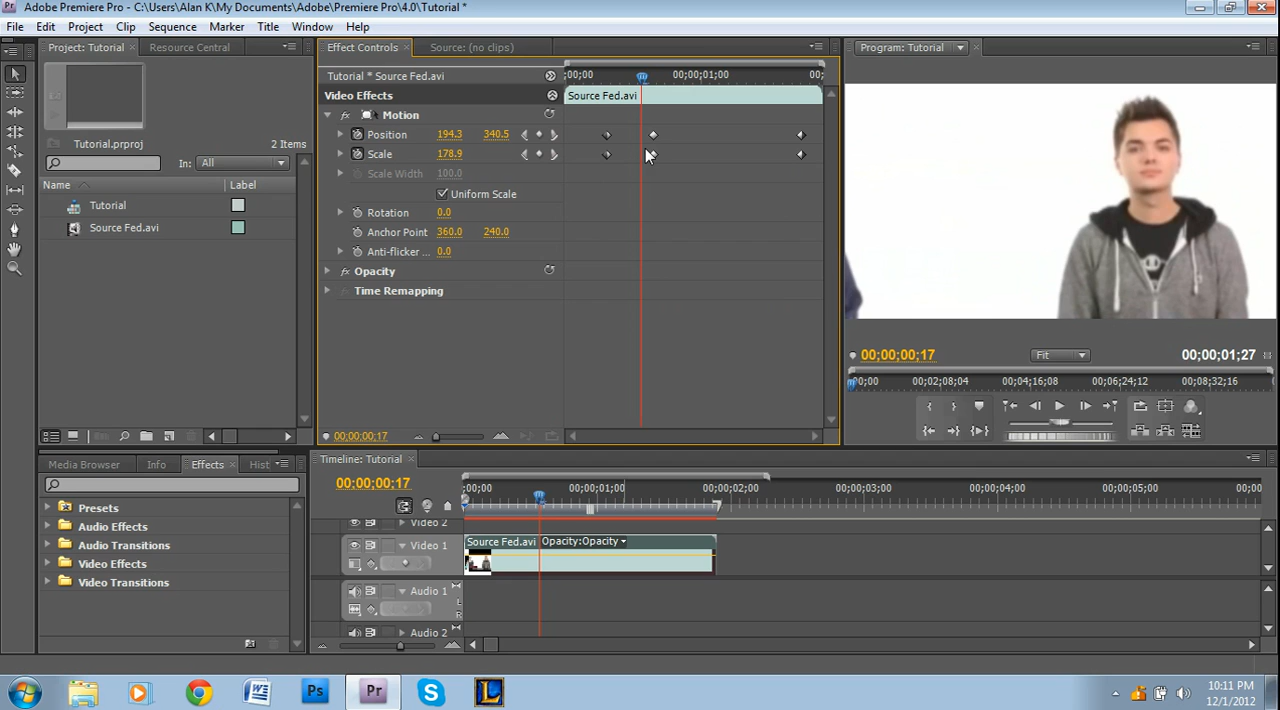 Adobe Premiere Pro - C:\Users\Alan K\My Documents\Adobe\Premiere Pro\4.0\Tutorial *
File Edit Project Clip Sequence Marker Title Window Help
Project: Tutorial × Resource Central
Tutorial.prproj 2 Items
In: All
Name Label
Tutorial
Source Fed.avi
Effect Controls × Source: (no clips)
Tutorial * Source Fed.avi
:00;00 00;00;01;00 00;
Video Effects Source Fed.avi
fx Motion
Position 194.3 340.5
Scale 178.9
Scale Width 100.0
Uniform Scale
Rotation 0.0
Anchor Point 360.0 240.0
Anti-flicker ... 0.0
fx Opacity
Time Remapping
00;00;00;17
Program: Tutorial ×
00;00;00;17 Fit 00;00;01;27
00;00 00;02;08;04 00;04;16;08 00;06;24;12 00;08;32;16
Media Browser Info Effects × Hist
Presets
Audio Effects
Audio Transitions
Video Effects
Video Transitions
Timeline: Tutorial ×
00;00;00;17
:00;00 00;00;01;00 00;00;02;00 00;00;03;00 00;00;04;00 00;00;05;00 00;00
Video 2
Source Fed.avi Opacity:Opacity
Video 1
Audio 1
L
R
Audio 2
W Ps Pr S L
10:11 PM
12/1/2012